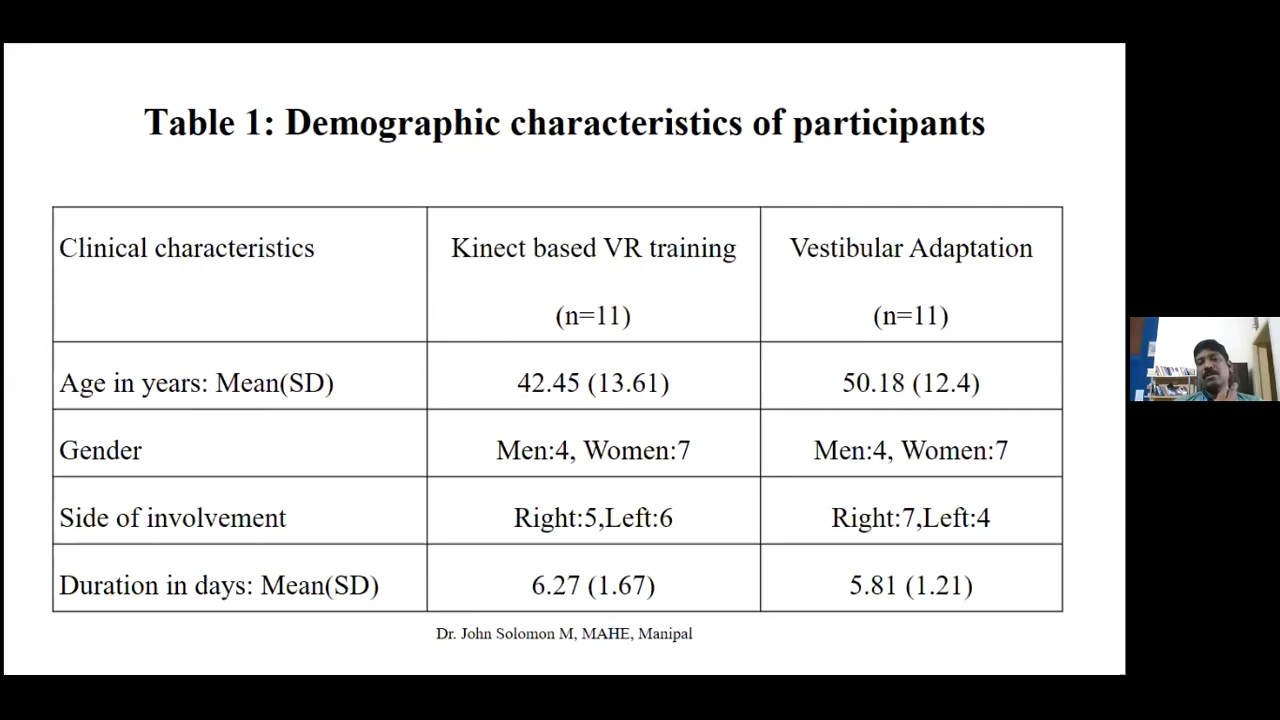 Table 1: Demographic characteristics of participants
Clinical characteristics
Kinect based VR training
(n=11)
Vestibular Adaptation
(n=11)
Age in years: Mean(SD)
42.45 (13.61)
50.18 (12.4)
Gender
Men:4, Women:7
Men:4, Women:7
Side of involvement
Right:5,Left:6
Right:7,Left:4
Duration in days: Mean(SD)
6.27 (1.67)
5.81 (1.21)
Dr. John Solomon M, MAHE, Manipal